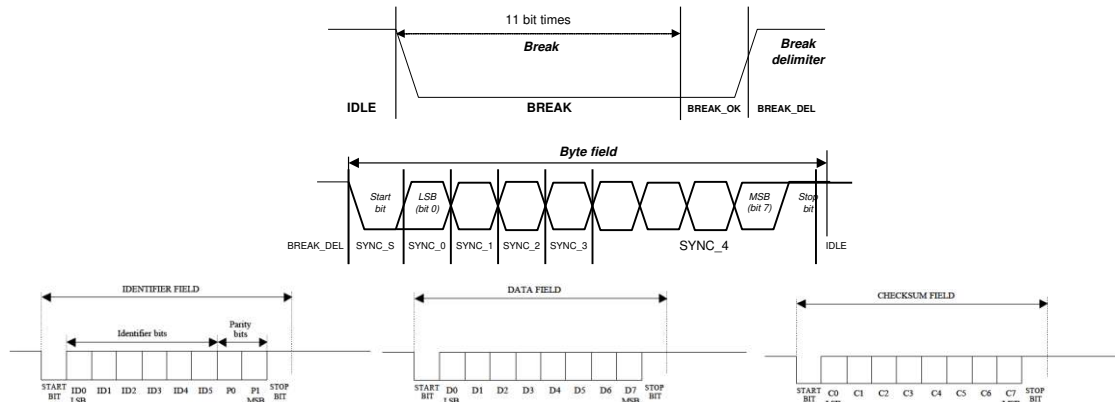 11 bit times
Break
Break
delimiter
IDLE BREAK BREAK_OK BREAK_DEL
Byte field
Start
bit
LSB
(bit 0)
MSB
(bit 7)
Stop
bit
BREAK_DEL SYNC_S SYNC_0 SYNC_1 SYNC_2 SYNC_3 SYNC_4 IDLE
IDENTIFIER FIELD
Identifier bits
Parity
bits
START
BIT
ID0 ID1 ID2 ID3 ID4 ID5 P0 P1
LSB MSB
STOP
BIT
DATA FIELD
START
BIT
D0 D1 D2 D3 D4 D5 D6 D7
LSB MSB
STOP
BIT
CHECKSUM FIELD
START
BIT
C0 C1 C2 C3 C4 C5 C6 C7
STOP
BIT